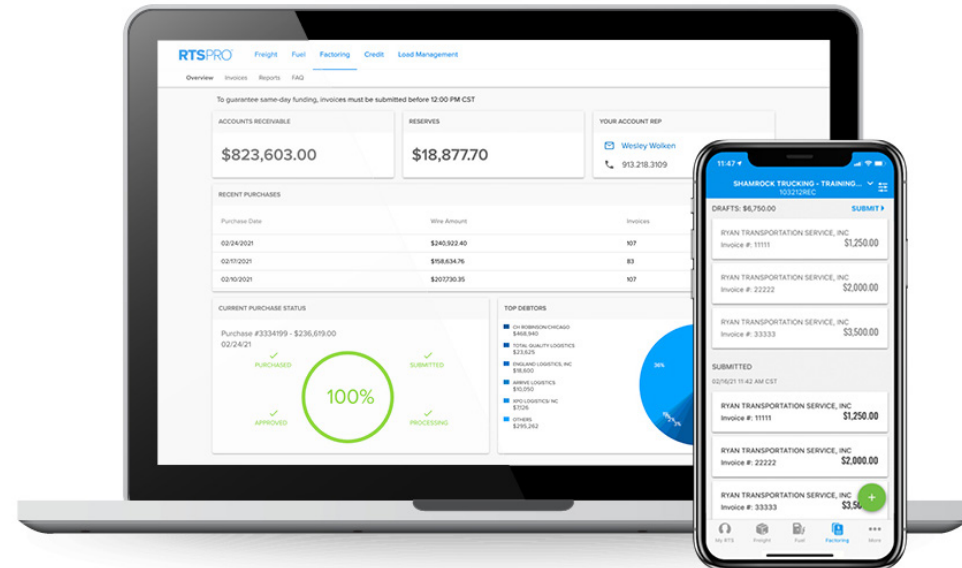 RTSPRO Freight Fuel Factoring Credit Load Management
Overview Invoices Reports FAQ
To guarantee same-day funding, invoices must be submitted before 12:00 PM CST
ACCOUNTS RECEIVABLE
$823,603.00
RESERVES
$18,877.70
YOUR ACCOUNT REP
Wesley Wolken
913.218.3109
RECENT PURCHASES
Purchase Date Wire Amount Invoices
02/24/2021 $240,922.40 107
02/17/2021 $158,634.76 83
02/10/2021 $207,730.35 107
CURRENT PURCHASE STATUS
Purchase #3334199 - $236,619.00
02/24/21
PURCHASED
SUBMITTED
100%
APPROVED
PROCESSING
TOP DEBTORS
CH ROBINSON/CHICAGO
$468,940
TOTAL QUALITY LOGISTICS
$23,625
ENGLAND LOGISTICS, INC
$18,600
ARRIVE LOGISTICS
$10,050
XPO LOGISTICS/ NC
$7,126
OTHERS
$295,262
36%
11:47
SHAMROCK TRUCKING - TRAINING...
103212REC
DRAFTS: $6,750.00 SUBMIT
RYAN TRANSPORTATION SERVICE, INC
Invoice #: 11111 $1,250.00
RYAN TRANSPORTATION SERVICE, INC
Invoice #: 22222 $2,000.00
RYAN TRANSPORTATION SERVICE, INC
Invoice #: 33333 $3,500.00
SUBMITTED
02/16/21 11:42 AM CST
RYAN TRANSPORTATION SERVICE, INC
Invoice #: 11111 $1,250.00
RYAN TRANSPORTATION SERVICE, INC
Invoice #: 22222 $2,000.00
RYAN TRANSPORTATION SERVICE, INC
Invoice #: 33333 $3,50
+
My RTS Freight Fuel Factoring More